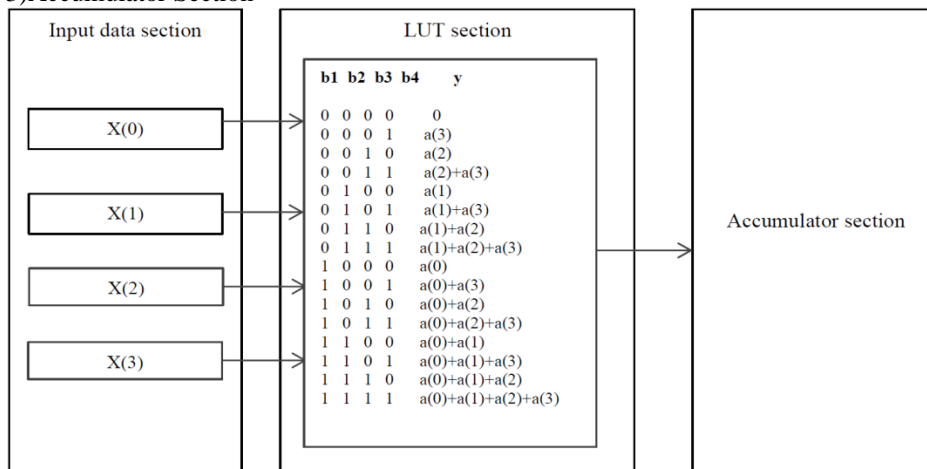 3)Accumulator Section
Input data section
X(0)
X(1)
X(2)
X(3)
LUT section
b1 b2 b3 b4 y
0 0 0 0 0
0 0 0 1 a(3)
0 0 1 0 a(2)
0 0 1 1 a(2)+a(3)
0 1 0 0 a(1)
0 1 0 1 a(1)+a(3)
0 1 1 0 a(1)+a(2)
0 1 1 1 a(1)+a(2)+a(3)
1 0 0 0 a(0)
1 0 0 1 a(0)+a(3)
1 0 1 0 a(0)+a(2)
1 0 1 1 a(0)+a(2)+a(3)
1 1 0 0 a(0)+a(1)
1 1 0 1 a(0)+a(1)+a(3)
1 1 1 0 a(0)+a(1)+a(2)
1 1 1 1 a(0)+a(1)+a(2)+a(3)
Accumulator section